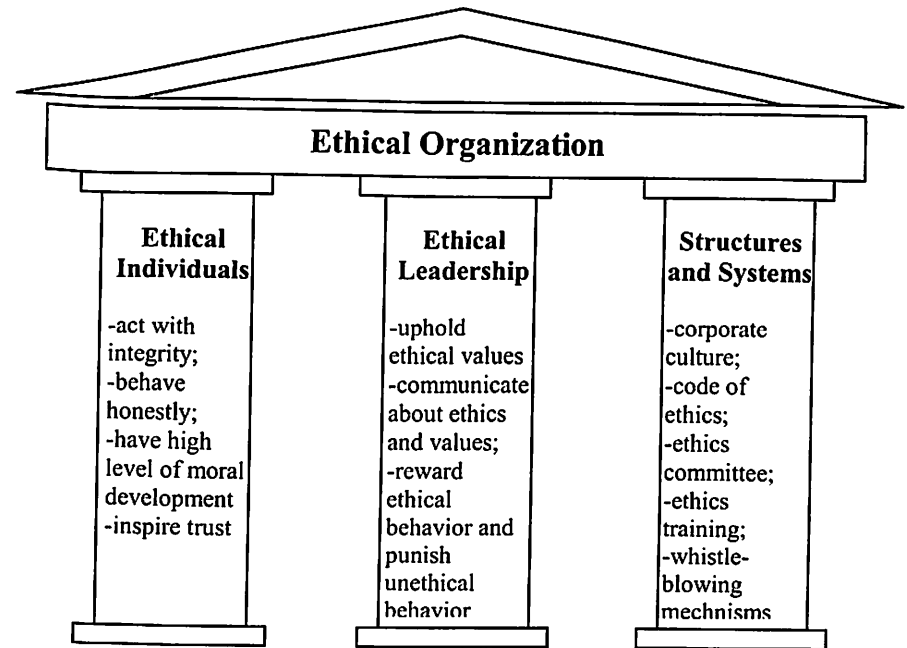 Ethical Organization
Ethical
Individuals
-act with
integrity;
-behave
honestly;
-have high
level of moral
development
-inspire trust
Ethical
Leadership
-uphold
ethical values
-communicate
about ethics
and values;
-reward
ethical
behavior and
punish
unethical
behavior
Structures
and Systems
-corporate
culture;
-code of
ethics;
-ethics
committee;
-ethics
training;
-whistle-
blowing
mechnisms